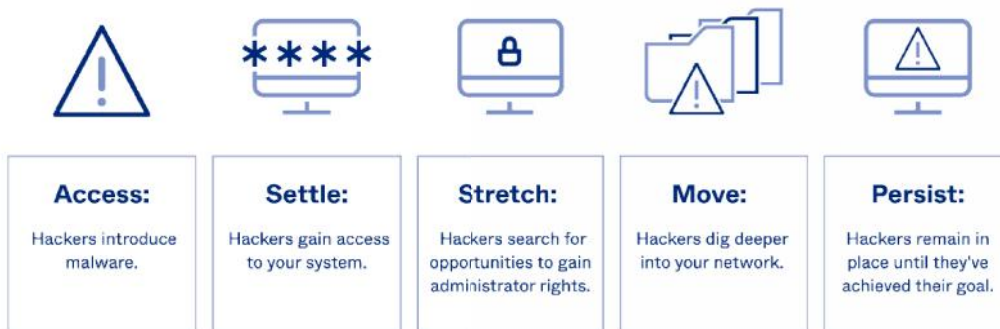 ****
Access:
Hackers introduce
malware.
Settle:
Hackers gain access
to your system.
Stretch:
Hackers search for
opportunities to gain
administrator rights.
Move:
Hackers dig deeper
into your network.
Persist:
Hackers remain in
place until they've
achieved their goal.